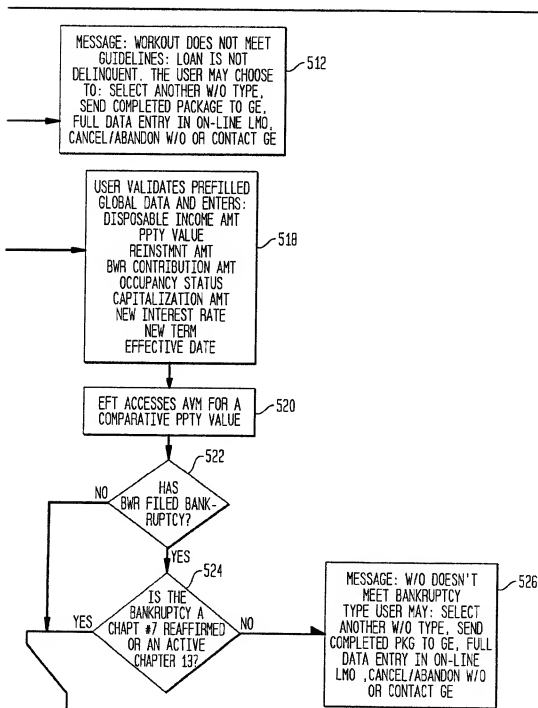 MESSAGE: WORKOUT DOES NOT MEET
GUIDELINES: LOAN IS NOT
DELINQUENT. THE USER MAY CHOOSE
TO: SELECT ANOTHER W/O TYPE,
SEND COMPLETED PACKAGE TO GE,
FULL DATA ENTRY IN ON-LINE LMO,
CANCEL/ABANDON W/O OR CONTACT GE
512
USER VALIDATES PREFILLED
GLOBAL DATA AND ENTERS:
DISPOSABLE INCOME AMT
PPTY VALUE
REINSTMNT AMT
BWR CONTRIBUTION AMT
OCCUPANCY STATUS
CAPITALIZATION AMT
NEW INTEREST RATE
NEW TERM
EFFECTIVE DATE
518
EFT ACCESSES AVM FOR A
COMPARATIVE PPTY VALUE
520
522
HAS
BWR FILED BANK-
RUPTCY?
NO
YES
524
IS THE
BANKRUPTCY A
CHAPT #7 REAFFIRMED
OR AN ACTIVE
CHAPTER 13?
YES
NO
MESSAGE: W/O DOESN'T
MEET BANKRUPTCY
TYPE USER MAY: SELECT
ANOTHER W/O TYPE, SEND
COMPLETED PKG TO GE, FULL
DATA ENTRY IN ON-LINE
LMO ,CANCEL/ABANDON W/O
OR CONTACT GE
526